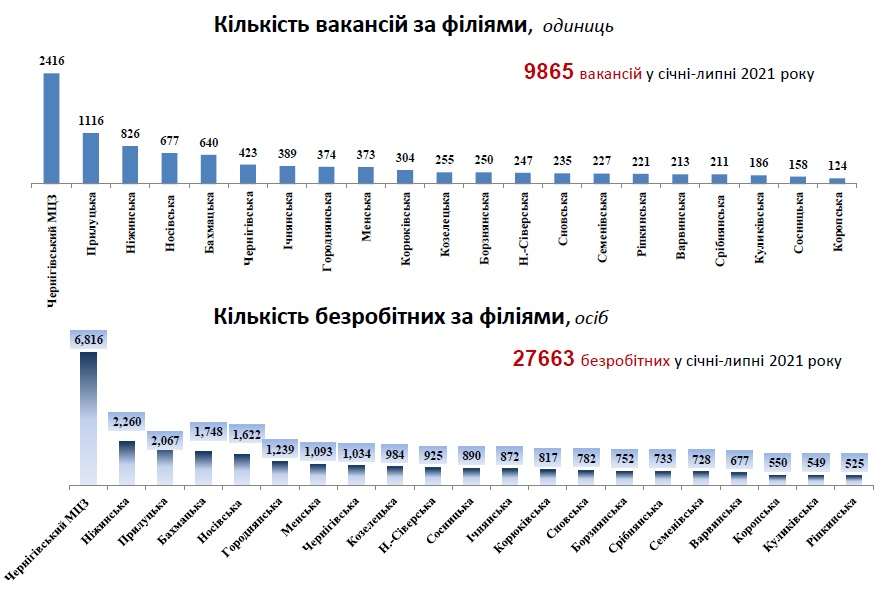 Кількість вакансій за філіями, одиниць
9865 вакансій у січні-липні 2021 року
2416
1116
826
677
640
423
389
374
373
304
255
250
247
235
227
221
213
211
186
158
124
Чернігівський МЦЗ
Прилуцька
Ніжинська
Носівська
Бахмацька
Чернігівська
Ічнянська
Городнянська
Менська
Корюківська
Козелецька
Борзнянська
Н.-Сіверська
Сновська
Семенівська
Ріпкинська
Варвинська
Срібнянська
Куликівська
Сосницька
Коропська
Кількість безробітних за філіями, осіб
27663 безробітних у січні-липні 2021 року
6,816
2,260
2,067
1,748
1,622
1,239
1,093
1,034
984
925
890
872
817
782
752
733
728
677
550
549
525
Чернігівський МЦЗ
Ніжинська
Прилуцька
Бахмацька
Носівська
Городнянська
Менська
Чернігівська
Козелецька
Н.-Сіверська
Сосницька
Ічнянська
Корюківська
Сновська
Борзнянська
Срібнянська
Семенівська
Варвинська
Коропська
Куликівська
Ріпкинська